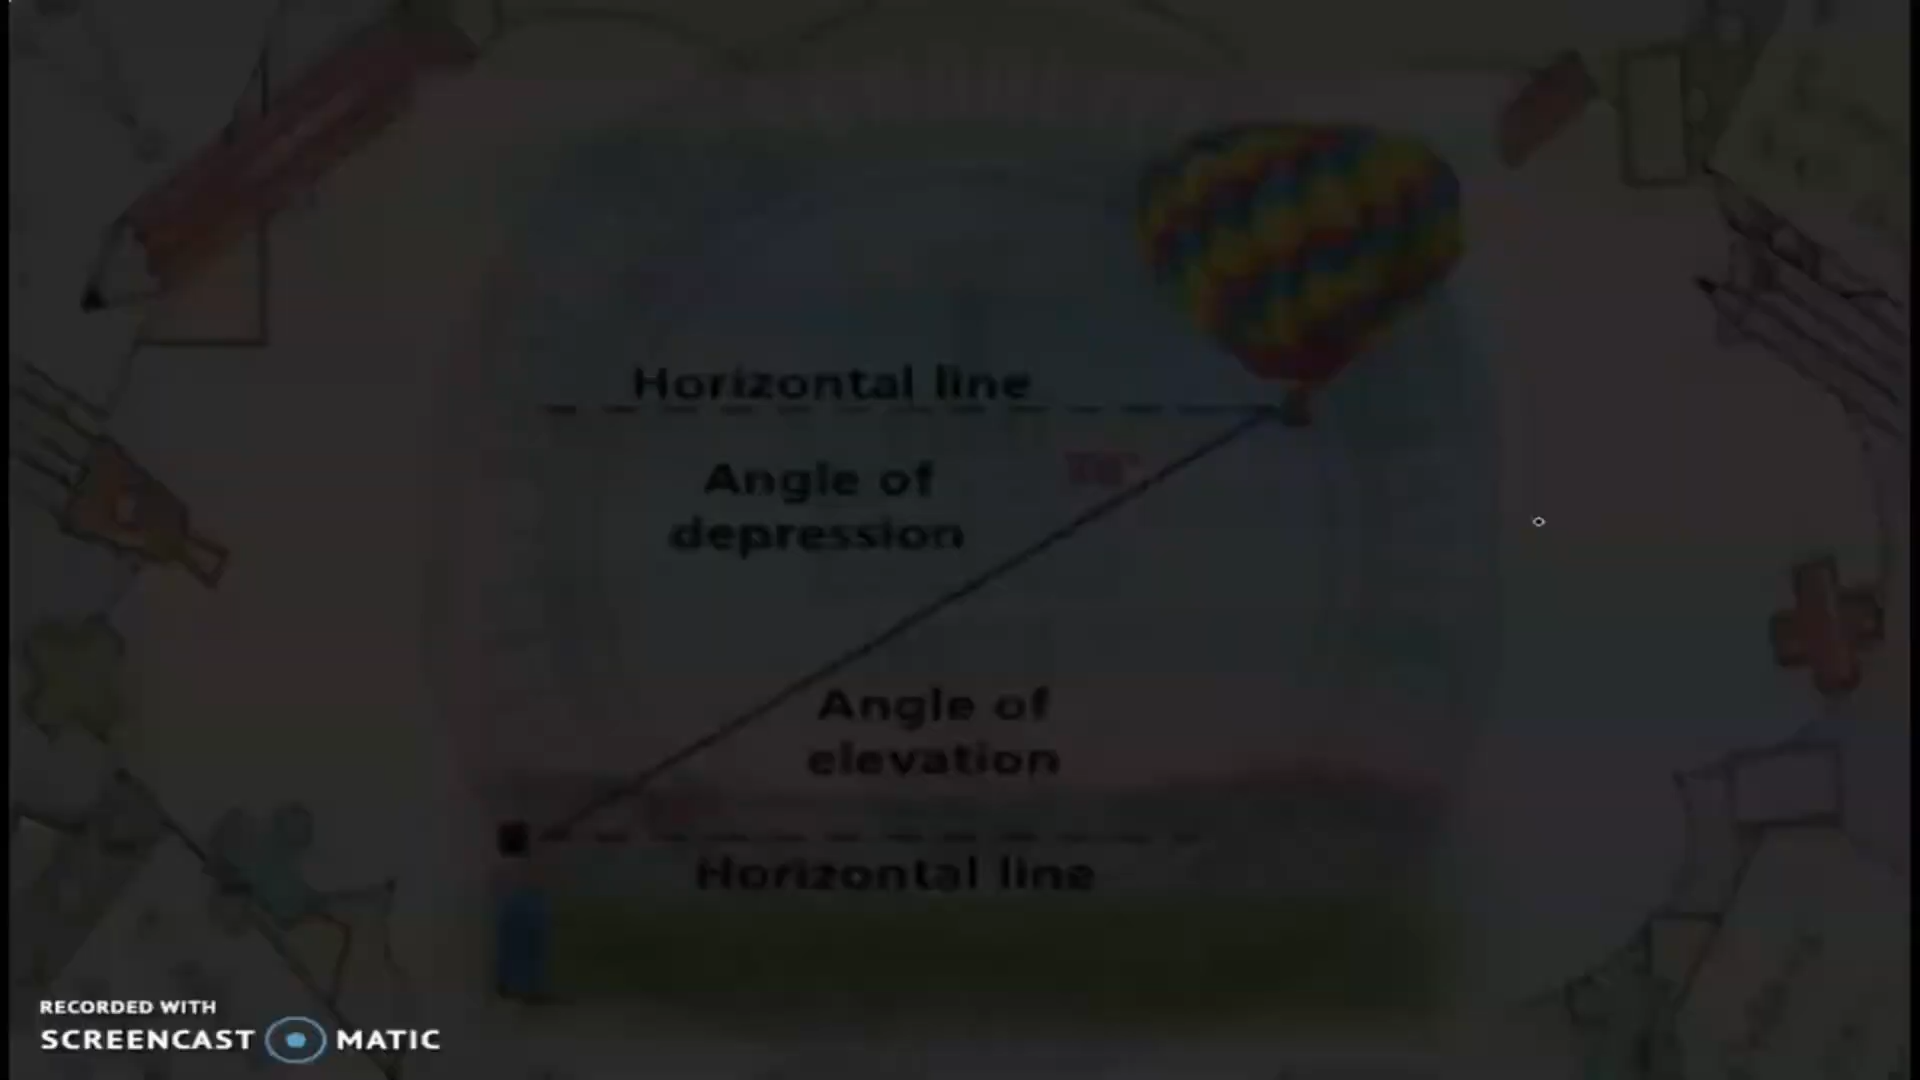 Horizontal line
Angle of
depression
Angle of
elevation
Horizontal line
RECORDED WITH
SCREENCAST MATIC